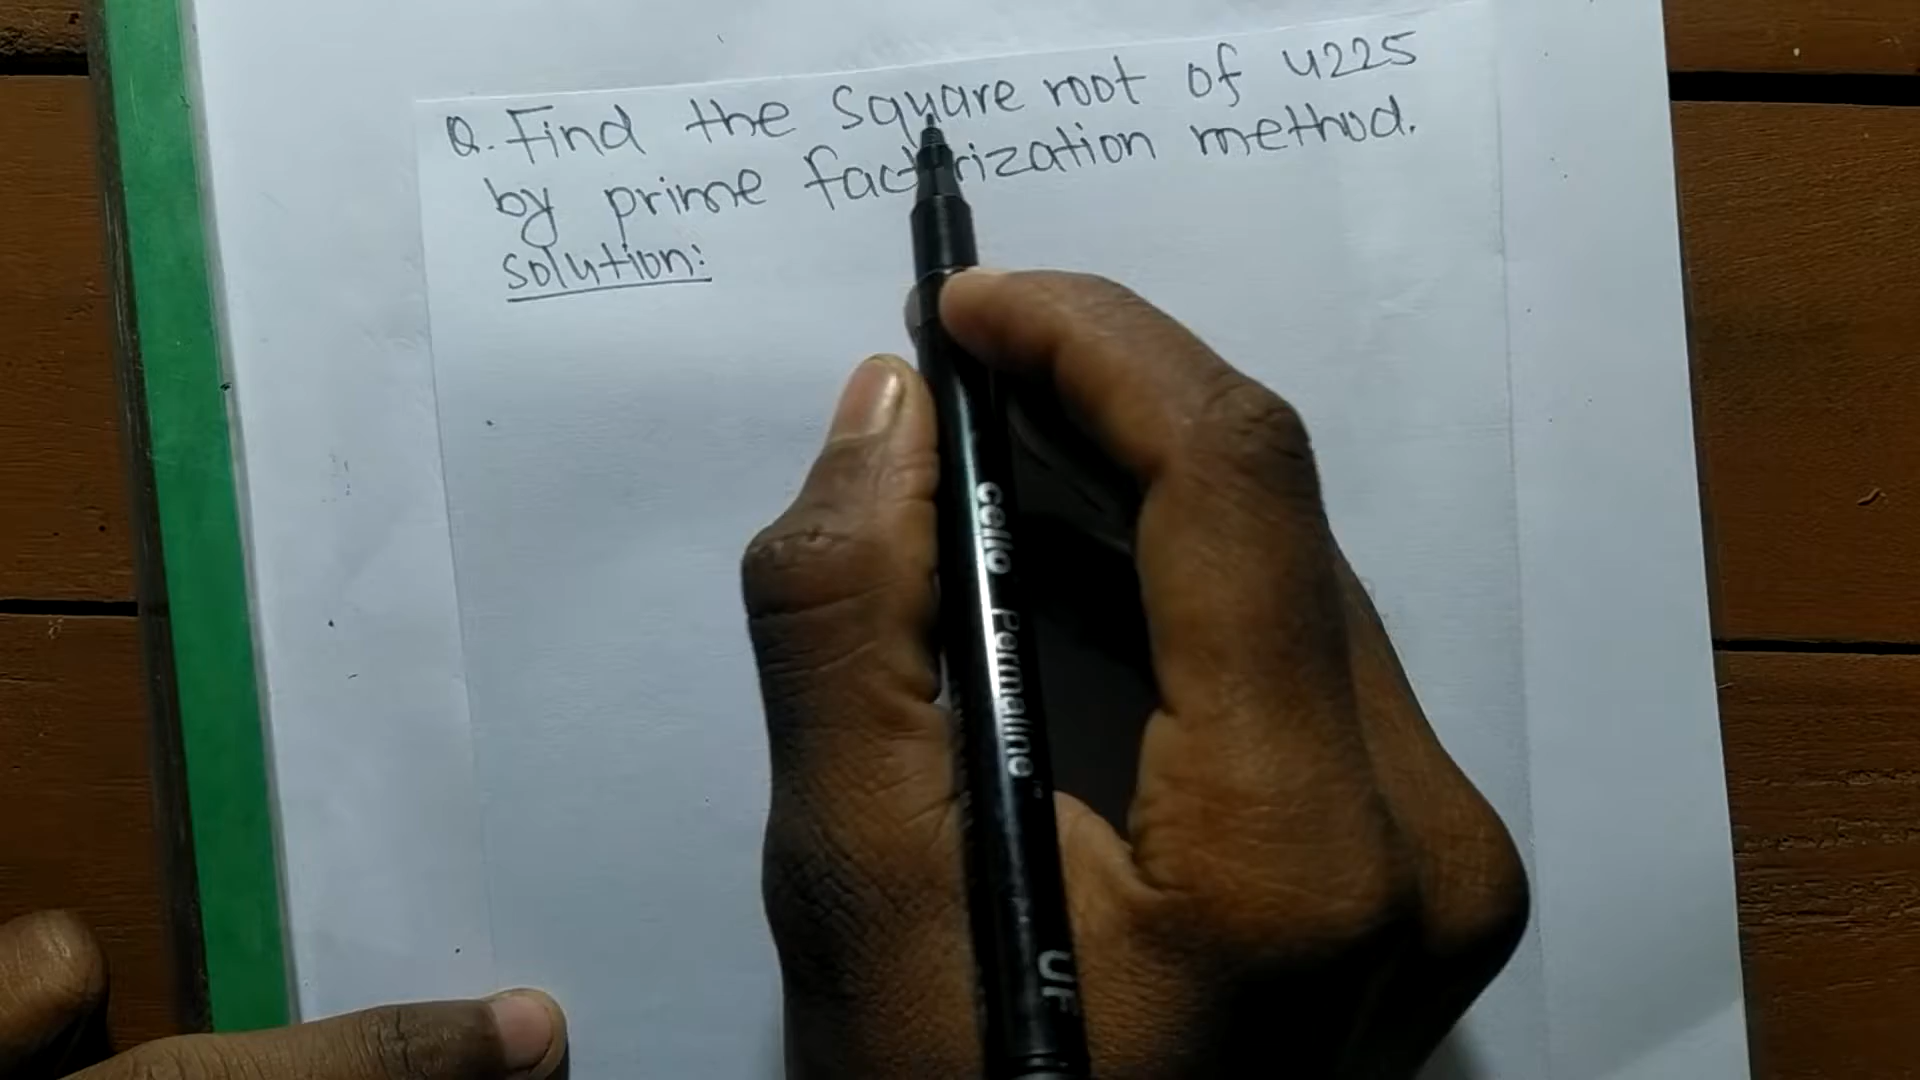 Q. Find the square root of 4225
by prime factorization method.
solution:
cello Permaline
UF